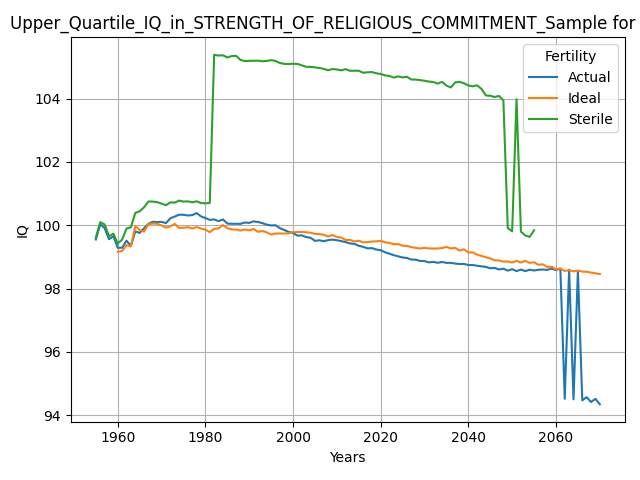 Upper_Quartile_IQ_in_STRENGTH_OF_RELIGIOUS_COMMITMENT_Sample for
Fertility
Actual
Ideal
Sterile
104
102
100
98
96
94
IQ
1960
1980
2000
2020
2040
2060
Years